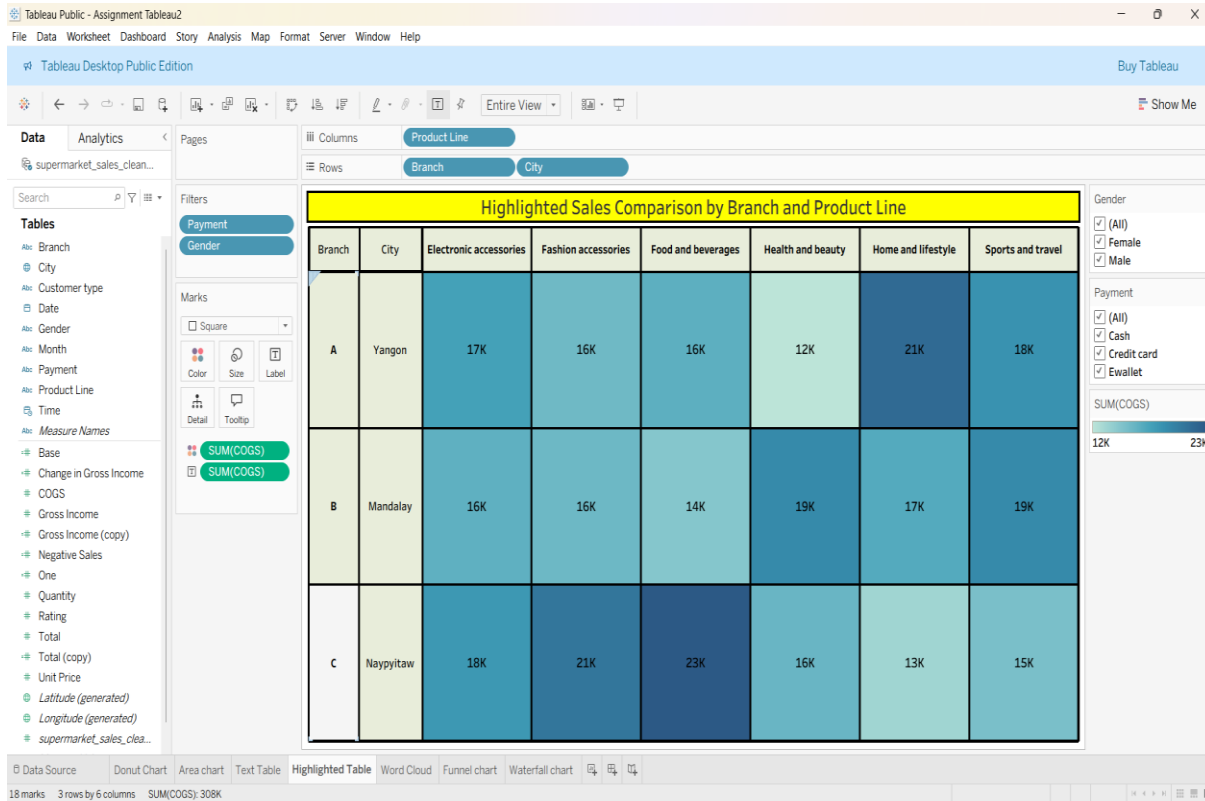 Tableau Public - Assignment Tableau2
File Data Worksheet Dashboard Story Analysis Map Format Server Window Help
Tableau Desktop Public Edition
Buy Tableau
Entire View
Show Me
Data Analytics
Pages
Columns
Product Line
supermarket_sales_clean...
Rows
Branch
City
Search
Tables
Abc Branch
City
Abc Customer type
Date
Abc Gender
Abc Month
Abc Payment
Abc Product Line
Time
Abc Measure Names
Base
Change in Gross Income
COGS
Gross Income
Gross Income (copy)
Negative Sales
One
Quantity
Rating
Total
Total (copy)
Unit Price
Latitude (generated)
Longitude (generated)
supermarket_sales_clea...
Filters
Payment
Gender
Marks
Square
Color Size Label
Detail Tooltip
SUM(COGS)
SUM(COGS)
Highlighted Sales Comparison by Branch and Product Line
Branch City Electronic accessories Fashion accessories Food and beverages Health and beauty Home and lifestyle Sports and travel
A Yangon 17K 16K 16K 12K 21K 18K
B Mandalay 16K 16K 14K 19K 17K 19K
C Naypyitaw 18K 21K 23K 16K 13K 15K
Gender
(All)
Female
Male
Payment
(All)
Cash
Credit card
Ewallet
SUM(COGS)
12K 23K
Data Source Donut Chart Area chart Text Table Highlighted Table Word Cloud Funnel chart Waterfall chart
18 marks 3 rows by 6 columns SUM(COGS): 308K